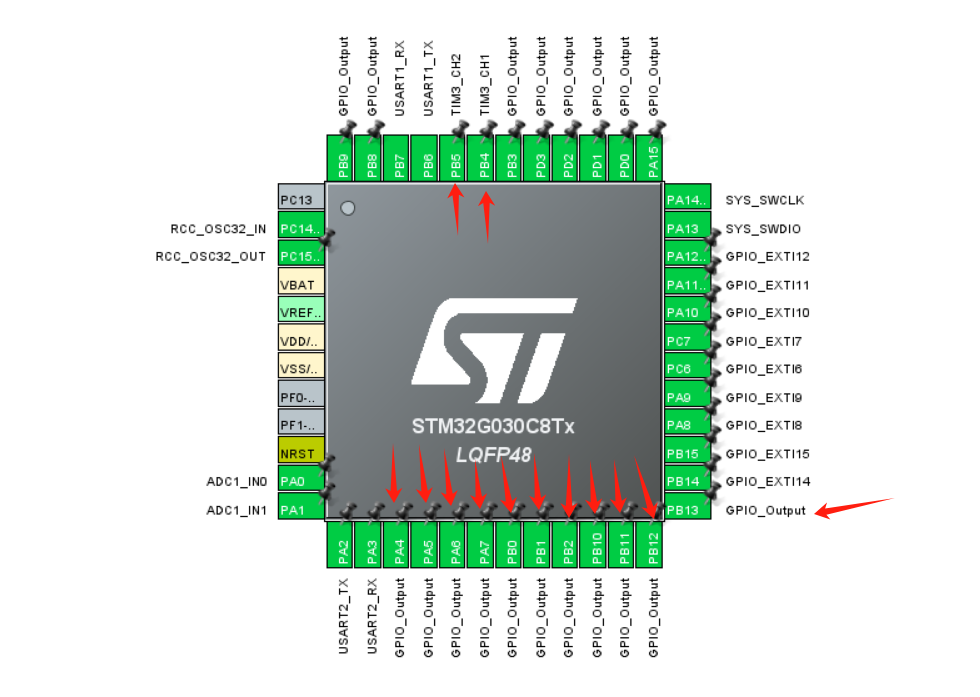 GPIO_Output
GPIO_Output
USART1_RX
USART1_TX
TIM3_CH2
TIM3_CH1
GPIO_Output
GPIO_Output
GPIO_Output
GPIO_Output
GPIO_Output
GPIO_Output
PB9
PB8
PB7
PB6
PB5
PB4
PB3
PD3
PD2
PD1
PD0
PA15
PC13
RCC_OSC32_IN PC14..
RCC_OSC32_OUT PC15..
VBAT
VREF..
VDD/..
VSS/..
PF0-..
PF1-..
NRST
ADC1_IN0 PA0
ADC1_IN1 PA1
ST
STM32G030C8Tx
LQFP48
PA14.. SYS_SWCLK
PA13 SYS_SWDIO
PA12.. GPIO_EXTI12
PA11.. GPIO_EXTI11
PA10 GPIO_EXTI10
PC7 GPIO_EXTI7
PC6 GPIO_EXTI6
PA9 GPIO_EXTI9
PA8 GPIO_EXTI8
PB15 GPIO_EXTI15
PB14 GPIO_EXTI14
PB13 GPIO_Output
PA2
PA3
PA4
PA5
PA6
PA7
PB0
PB1
PB2
PB10
PB11
PB12
USART2_TX
USART2_RX
GPIO_Output
GPIO_Output
GPIO_Output
GPIO_Output
GPIO_Output
GPIO_Output
GPIO_Output
GPIO_Output
GPIO_Output
GPIO_Output